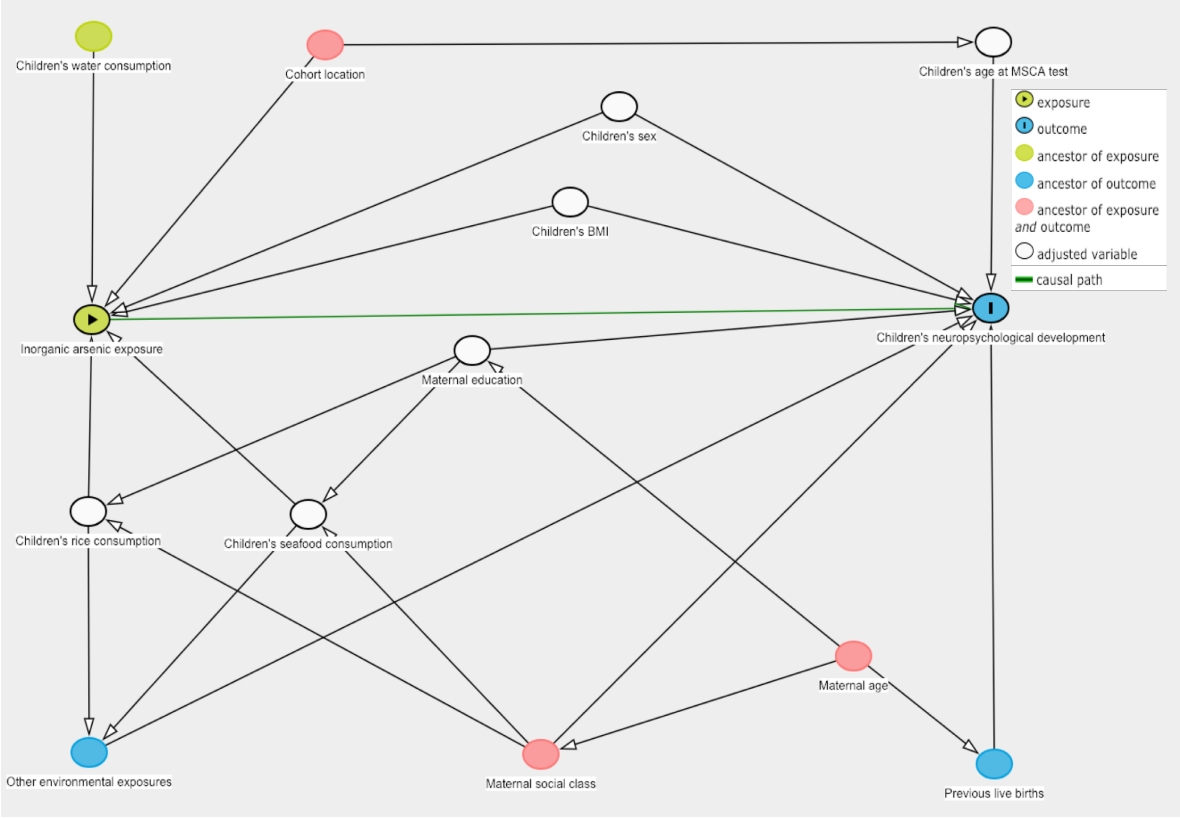 Children's water consumption
Cohort location
Children's age at MSCA test
exposure
outcome
ancestor of exposure
ancestor of outcome
ancestor of exposure
and outcome
adjusted variable
causal path
Children's sex
Children's BMI
Inorganic arsenic exposure
Children's neuropsychological development
Maternal education
Children's rice consumption
Children's seafood consumption
Maternal age
Other environmental exposures
Maternal social class
Previous live births